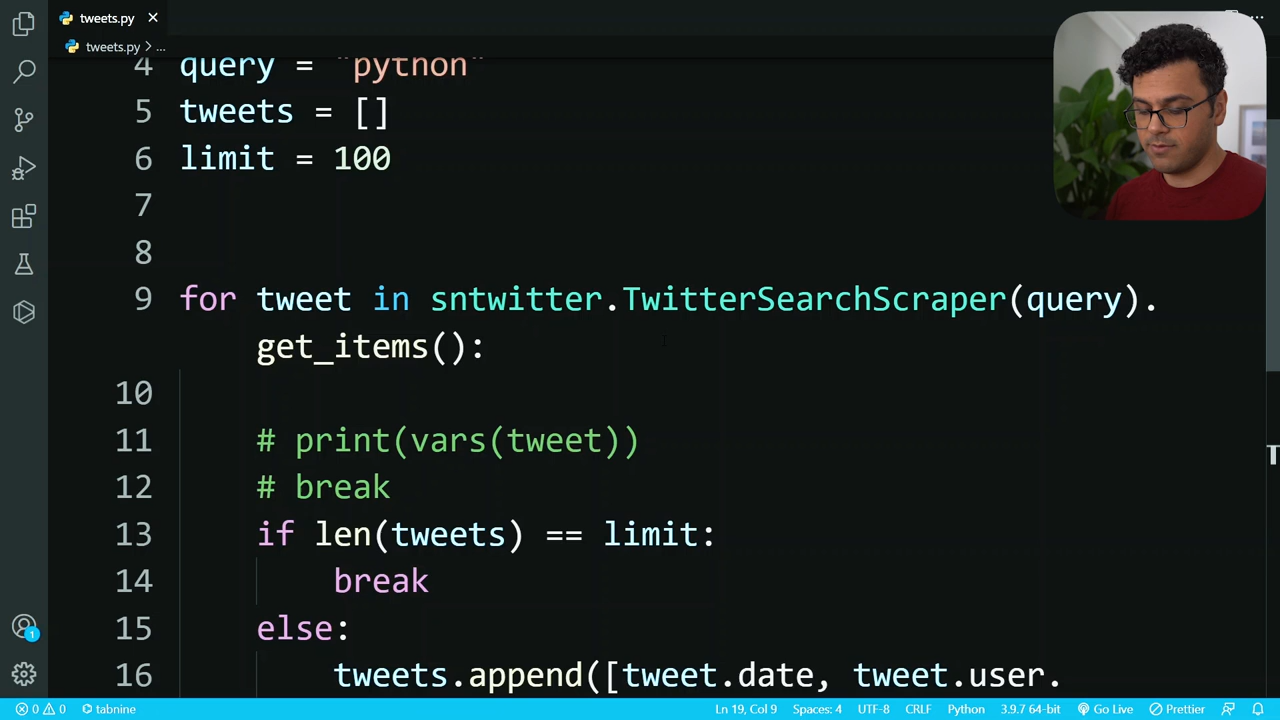 tweets.py
tweets.py > ...
4 query = "python"
5 tweets = []
6 limit = 100
7
8
9 for tweet in sntwitter.TwitterSearchScraper(query).
get_items():
10
11 # print(vars(tweet))
12 # break
13 if len(tweets) == limit:
14 break
15 else:
16 tweets.append([tweet.date, tweet.user.
1
0 0 tabnine Ln 19, Col 9 Spaces: 4 UTF-8 CRLF Python 3.9.7 64-bit Go Live Prettier